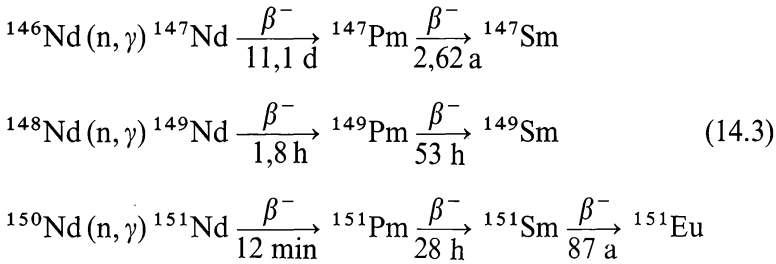 ¹⁴⁶Nd (n, γ) ¹⁴⁷Nd —β⁻/11,1 d→ ¹⁴⁷Pm —β⁻/2,62 a→ ¹⁴⁷Sm
¹⁴⁸Nd (n, γ) ¹⁴⁹Nd —β⁻/1,8 h→ ¹⁴⁹Pm —β⁻/53 h→ ¹⁴⁹Sm (14.3)
¹⁵⁰Nd (n, γ) ¹⁵¹Nd —β⁻/12 min→ ¹⁵¹Pm —β⁻/28 h→ ¹⁵¹Sm —β⁻/87 a→ ¹⁵¹Eu